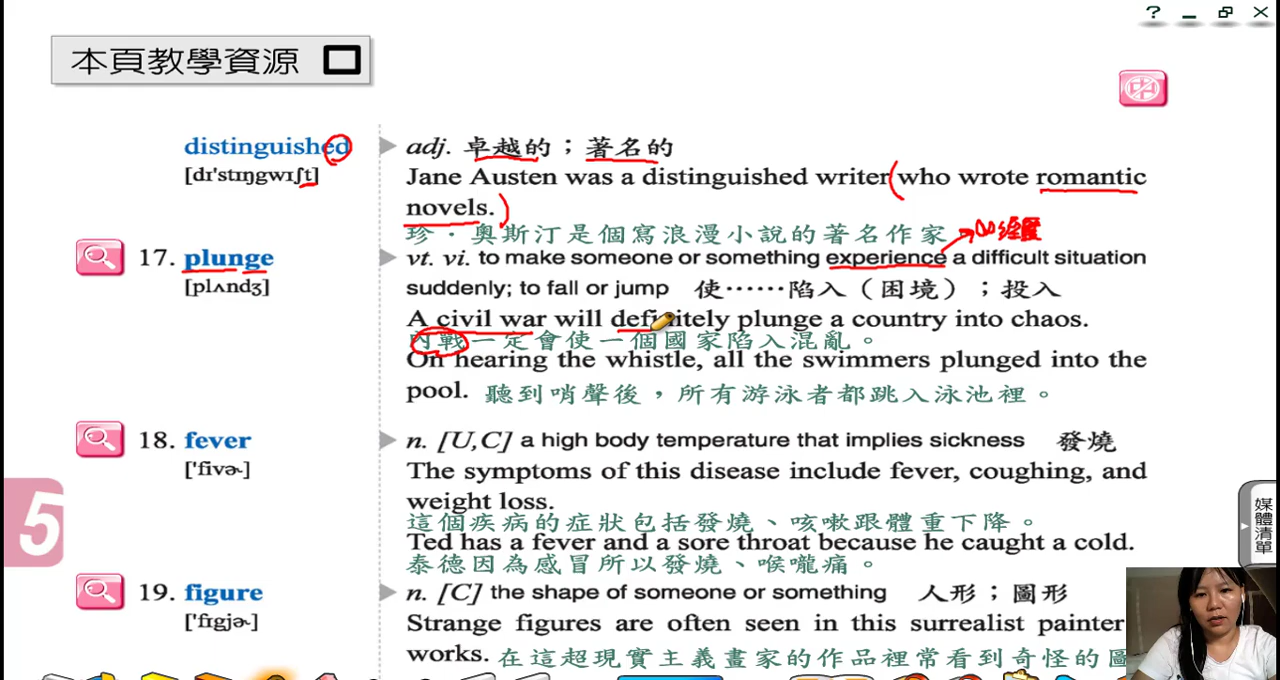 本頁教學資源
distinguished
adj. 卓越的；著名的
[dɪˈstɪŋgwɪʃt]
Jane Austen was a distinguished writer (who wrote romantic
novels.)
珍．奧斯汀是個寫浪漫小說的著名作家
17. plunge
vt. vi. to make someone or something experience a difficult situation
[plʌndʒ]
suddenly; to fall or jump 使……陷入（困境）；投入
A civil war will definitely plunge a country into chaos.
內戰一定會使一個國家陷入混亂。
On hearing the whistle, all the swimmers plunged into the
pool. 聽到哨聲後，所有游泳者都跳入泳池裡。
18. fever
n. [U,C] a high body temperature that implies sickness 發燒
[ˈfivɚ]
The symptoms of this disease include fever, coughing, and
weight loss.
這個疾病的症狀包括發燒、咳嗽跟體重下降。
Ted has a fever and a sore throat because he caught a cold.
泰德因為感冒所以發燒、喉嚨痛。
5
媒體清單
19. figure
n. [C] the shape of someone or something 人形；圖形
[ˈfɪgjɚ]
Strange figures are often seen in this surrealist painter
works. 在這超現實主義畫家的作品裡常看到奇怪的圖